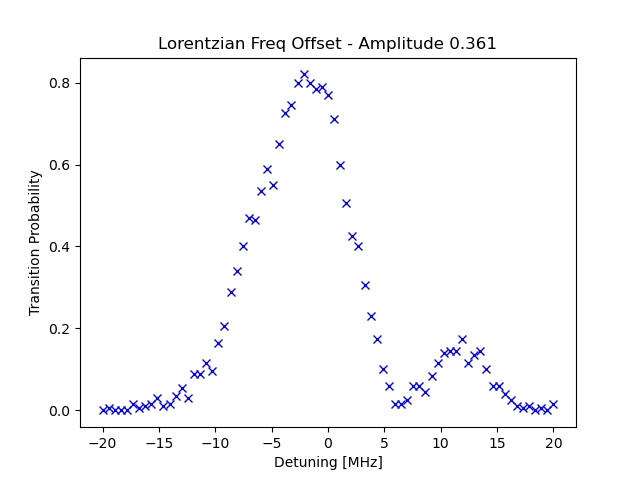 Lorentzian Freq Offset - Amplitude 0.361
Transition Probability
0.8
0.6
0.4
0.2
0.0
−20 −15 −10 −5 0 5 10 15 20
Detuning [MHz]